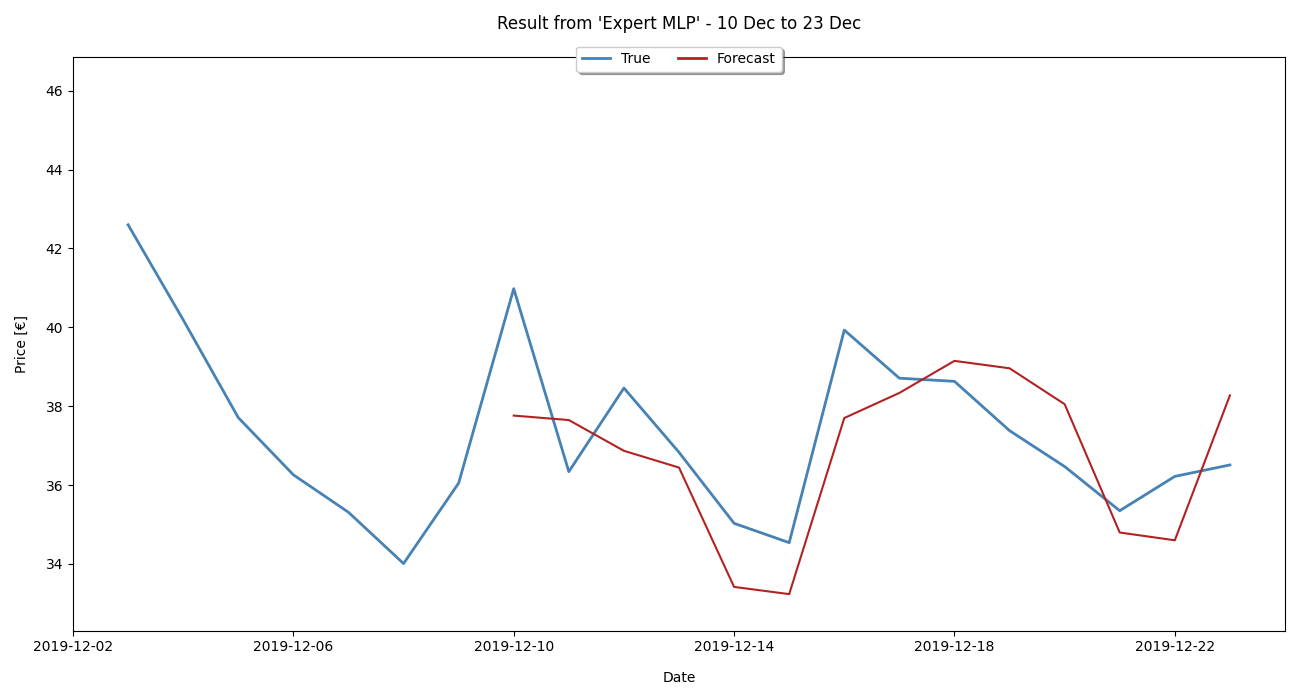 Result from 'Expert MLP' - 10 Dec to 23 Dec
True Forecast
46
44
42
40
38
36
34
Price [€]
2019-12-02 2019-12-06 2019-12-10 2019-12-14 2019-12-18 2019-12-22
Date